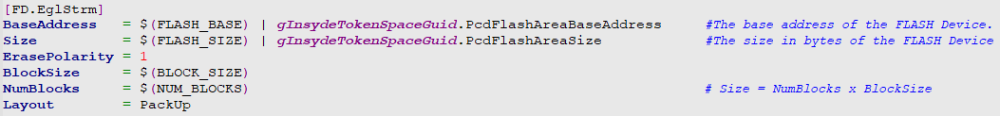 [FD.EglStrm]
BaseAddress   = $(FLASH_BASE) | gInsydeTokenSpaceGuid.PcdFlashAreaBaseAddress     #The base address of the FLASH Device.
Size          = $(FLASH_SIZE) | gInsydeTokenSpaceGuid.PcdFlashAreaSize            #The size in bytes of the FLASH Device
ErasePolarity = 1
BlockSize     = $(BLOCK_SIZE)
NumBlocks     = $(NUM_BLOCKS)                                                     # Size = NumBlocks x BlockSize
Layout        = PackUp